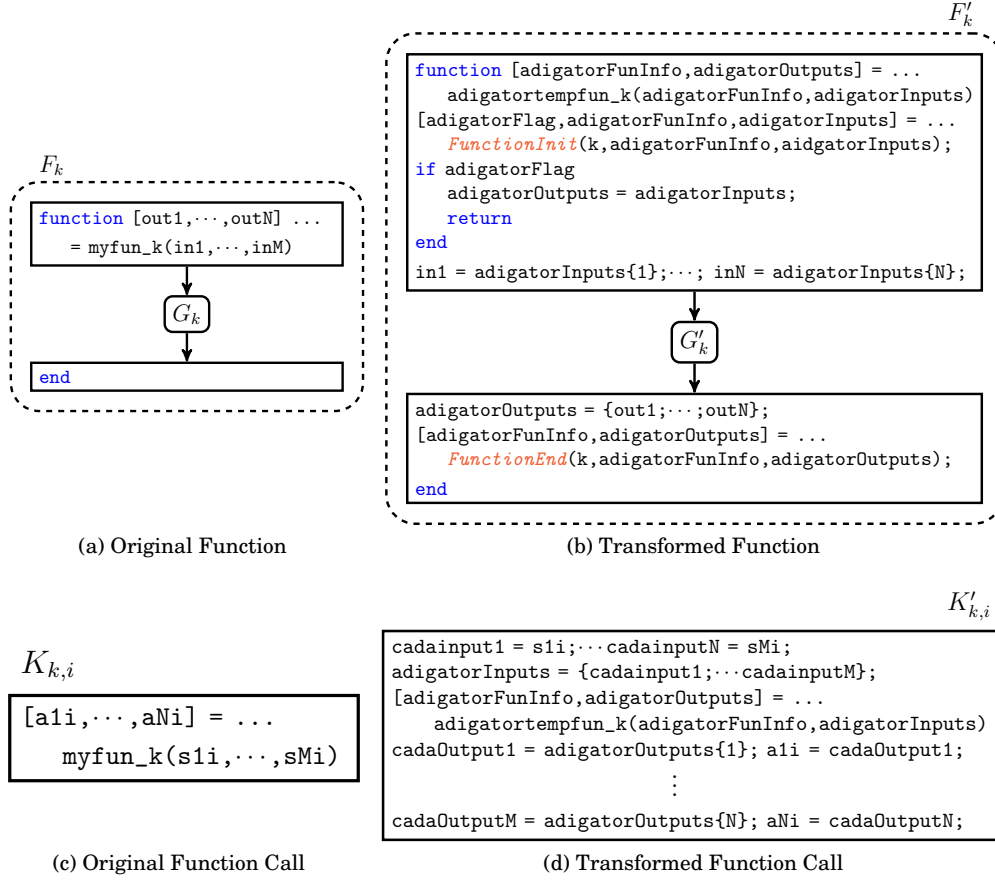 F_k
function [out1,···,outN] ...
= myfun_k(in1,···,inM)
G_k
end
(a) Original Function
F'_k
function [adigatorFunInfo,adigatorOutputs] = ...
adigatortempfun_k(adigatorFunInfo,adigatorInputs)
[adigatorFlag,adigatorFunInfo,adigatorInputs] = ...
FunctionInit(k,adigatorFunInfo,aidgatorInputs);
if adigatorFlag
adigatorOutputs = adigatorInputs;
return
end
in1 = adigatorInputs{1};···; inN = adigatorInputs{N};
G'_k
adigatorOutputs = {out1;···;outN};
[adigatorFunInfo,adigatorOutputs] = ...
FunctionEnd(k,adigatorFunInfo,adigatorOutputs);
end
(b) Transformed Function
K_{k,i}
[a1i,···,aNi] = ...
myfun_k(s1i,···,sMi)
(c) Original Function Call
K'_{k,i}
cadainput1 = s1i;···cadainputN = sMi;
adigatorInputs = {cadainput1;···cadainputM};
[adigatorFunInfo,adigatorOutputs] = ...
adigatortempfun_k(adigatorFunInfo,adigatorInputs)
cadaOutput1 = adigatorOutputs{1}; a1i = cadaOutput1;
⋮
cadaOutputM = adigatorOutputs{N}; aNi = cadaOutputN;
(d) Transformed Function Call